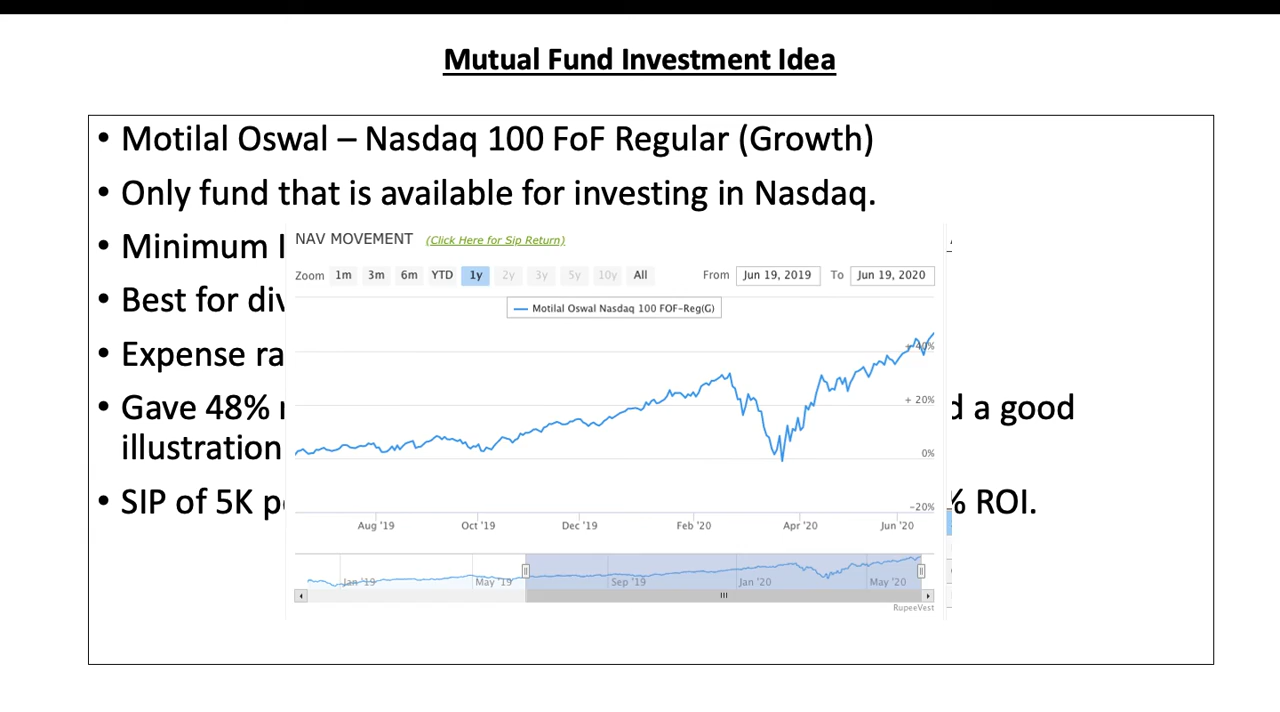 Mutual Fund Investment Idea
• Motilal Oswal – Nasdaq 100 FoF Regular (Growth)
• Only fund that is available for investing in Nasdaq.
• Minimum
• Best for
• Expense
• Gave 48% a good
illustration
• SIP of 5K % ROI.
NAV MOVEMENT (Click Here for Sip Return)
Zoom 1m 3m 6m YTD 1y 2y 3y 5y 10y All From Jun 19, 2019 To Jun 19, 2020
Motilal Oswal Nasdaq 100 FOF-Reg(G)
+ 40%
+ 20%
0%
-20%
Aug '19 Oct '19 Dec '19 Feb '20 Apr '20 Jun '20
Jan '19 May '19 Sep '19 Jan '20 May '20
RupeeVest